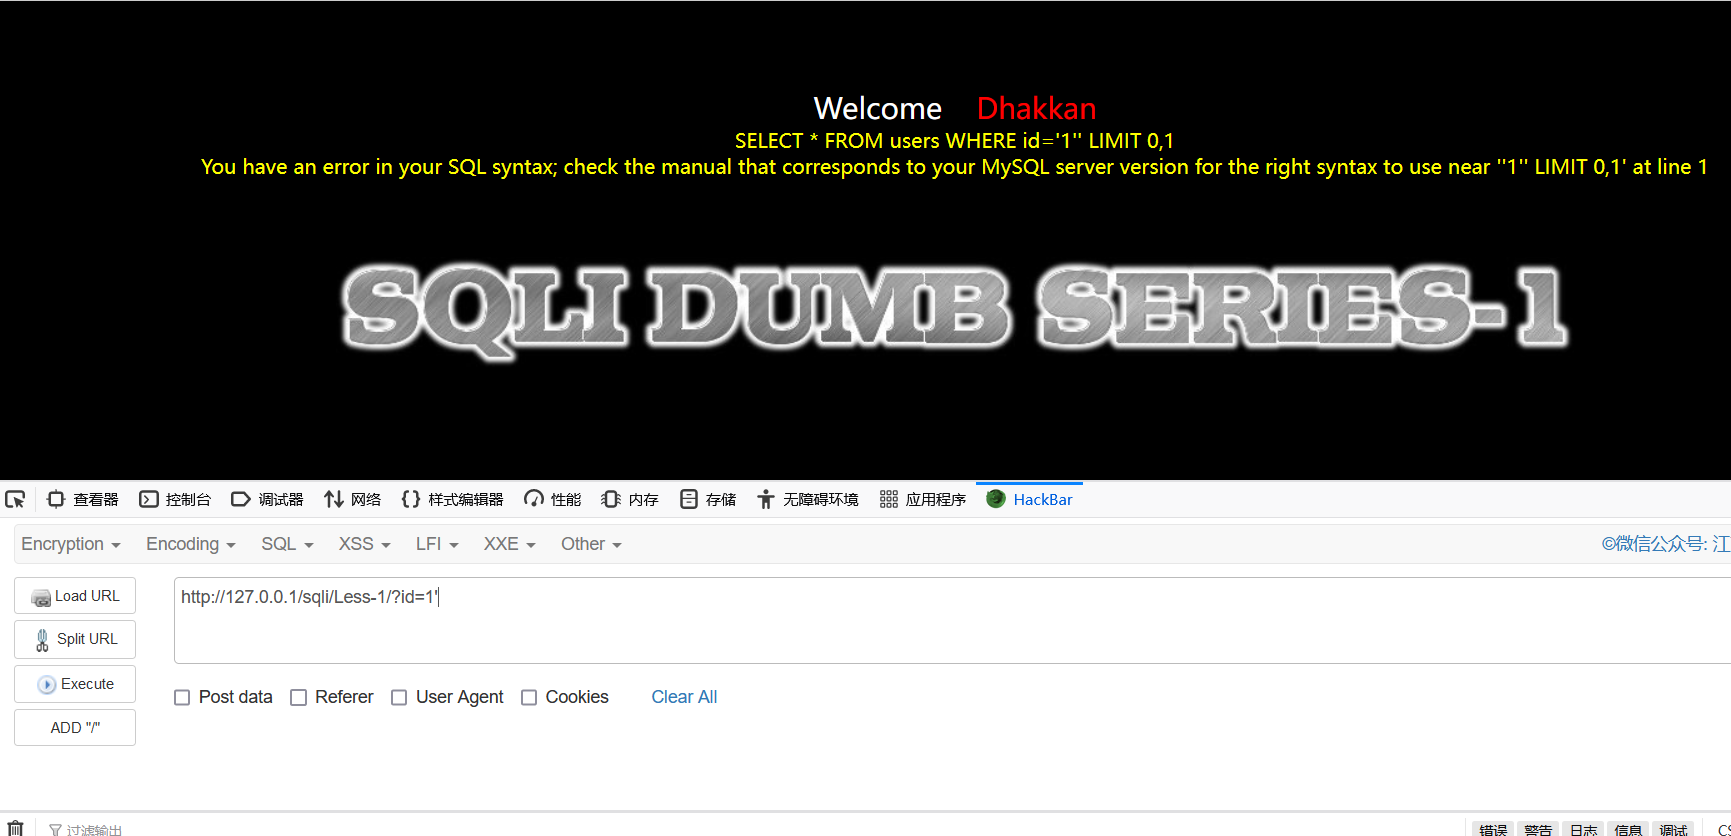 Welcome Dhakkan
SELECT * FROM users WHERE id='1'' LIMIT 0,1
You have an error in your SQL syntax; check the manual that corresponds to your MySQL server version for the right syntax to use near ''1'' LIMIT 0,1' at line 1
SQLI DUMB SERIES-1
查看器 控制台 调试器 网络 样式编辑器 性能 内存 存储 无障碍环境 应用程序 HackBar
Encryption Encoding SQL XSS LFI XXE Other ©微信公众号: 江
Load URL http://127.0.0.1/sqli/Less-1/?id=1'
Split URL
Execute Post data Referer User Agent Cookies Clear All
ADD "/"
过滤输出 错误 警告 日志 信息 调试 CS